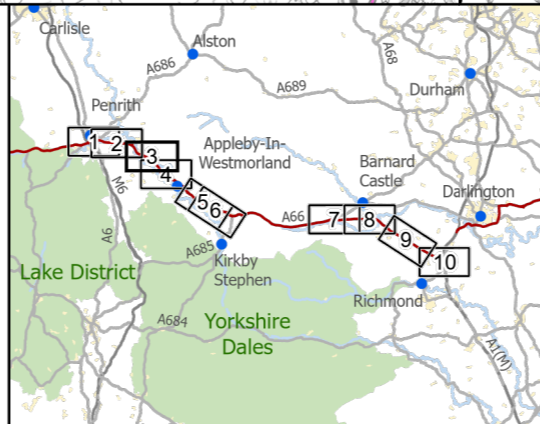 Carlisle
Alston
A686
A68
A689
Durham
Penrith
1
2
3
4
5
6
Appleby-In-
Westmorland
Barnard
Castle
Darlington
M6
A66
7
8
9
10
A6
A685
Kirkby
Stephen
Lake District
Richmond
A684
Yorkshire
Dales
A1(M)